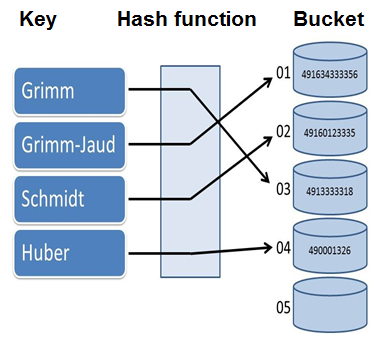 Key Hash function Bucket
Grimm
Grimm-Jaud
Schmidt
Huber
01 491634333356
02 49160123335
03 4913333318
04 490001326
05